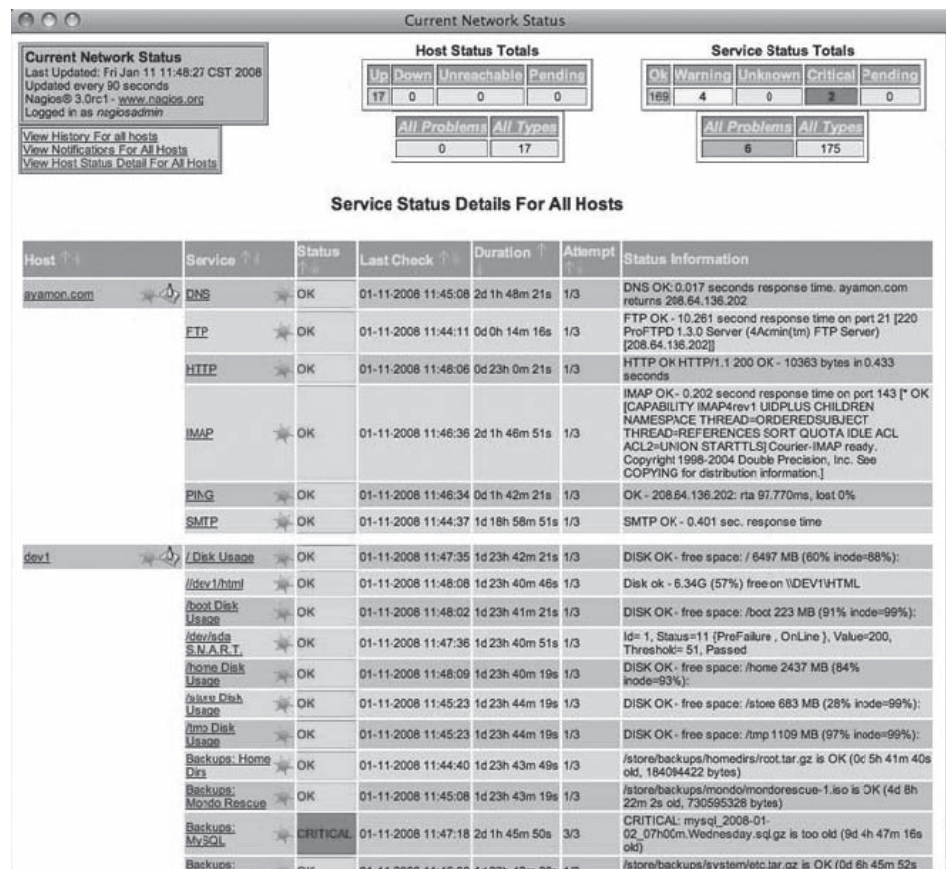 Current Network Status
Current Network Status
Last Updated: Fri Jan 11 11:48:27 CST 2008
Updated every 90 seconds
Nagios® 3.0rc1 - www.nagios.org
Logged in as nagiosadmin
View History For all hosts
View Notifications For All Hosts
View Host Status Detail For All Hosts
Host Status Totals
Up Down Unreachable Pending
17 0 0 0
All Problems All Types
0 17
Service Status Totals
Ok Warning Unknown Critical Pending
169 4 0 2 0
All Problems All Types
6 175
Service Status Details For All Hosts
Host Service Status Last Check Duration Attempt Status Information
ayamon.com DNS OK 01-11-2008 11:45:08 2d 1h 48m 21s 1/3 DNS OK: 0.017 seconds response time. ayamon.com
returns 208.64.136.202
FTP OK 01-11-2008 11:44:11 0d 0h 14m 16s 1/3 FTP OK - 10.261 second response time on port 21 [220
ProFTPD 1.3.0 Server (4Admin(tm) FTP Server)
[208.64.136.202]]
HTTP OK 01-11-2008 11:48:06 0d 23h 0m 21s 1/3 HTTP OK HTTP/1.1 200 OK - 10363 bytes in 0.433
seconds
IMAP OK 01-11-2008 11:46:36 2d 1h 46m 51s 1/3 IMAP OK - 0.202 second response time on port 143 [* OK
[CAPABILITY IMAP4rev1 UIDPLUS CHILDREN
NAMESPACE THREAD=ORDEREDSUBJECT
THREAD=REFERENCES SORT QUOTA IDLE ACL
ACL2=UNION STARTTLS] Courier-IMAP ready.
Copyright 1998-2004 Double Precision, Inc. See
COPYING for distribution information.]
PING OK 01-11-2008 11:46:34 0d 1h 42m 21s 1/3 OK - 208.64.136.202: rta 97.770ms, lost 0%
SMTP OK 01-11-2008 11:44:37 1d 18h 58m 51s 1/3 SMTP OK - 0.401 sec. response time
dev1 / Disk Usage OK 01-11-2008 11:47:35 1d 23h 42m 21s 1/3 DISK OK - free space: / 6497 MB (60% inode=88%):
//dev1/html OK 01-11-2008 11:48:08 1d 23h 40m 46s 1/3 Disk ok - 6.34G (57%) free on \\DEV1\HTML
/boot Disk
Usage OK 01-11-2008 11:48:02 1d 23h 41m 21s 1/3 DISK OK - free space: /boot 223 MB (91% inode=99%):
/dev/sda
S.M.A.R.T. OK 01-11-2008 11:47:36 1d 23h 40m 51s 1/3 Id= 1, Status=11 {PreFailure , OnLine }, Value=200,
Threshold= 51, Passed
/home Disk
Usage OK 01-11-2008 11:48:09 1d 23h 40m 19s 1/3 DISK OK - free space: /home 2437 MB (84%
inode=93%):
/store Disk
Usage OK 01-11-2008 11:45:23 1d 23h 44m 19s 1/3 DISK OK - free space: /store 683 MB (28% inode=99%):
/tmp Disk
Usage OK 01-11-2008 11:45:23 1d 23h 44m 19s 1/3 DISK OK - free space: /tmp 1109 MB (97% inode=99%):
Backups: Home
Dirs OK 01-11-2008 11:44:40 1d 23h 43m 49s 1/3 /store/backups/homedirs/root.tar.gz is OK (0d 5h 41m 40s
old, 184094422 bytes)
Backups:
Mondo Rescue OK 01-11-2008 11:45:08 1d 23h 43m 19s 1/3 /store/backups/mondo/mondorescue-1.iso is OK (4d 8h
22m 2s old, 730595328 bytes)
Backups:
MySQL CRITICAL 01-11-2008 11:47:18 2d 1h 45m 50s 3/3 CRITICAL: mysql_2008-01-
02_07h00m.Wednesday.sql.gz is too old (9d 4h 47m 16s
old)
Backups: /store/backups/system/etc.tar.gz is OK (0d 6h 45m 52s